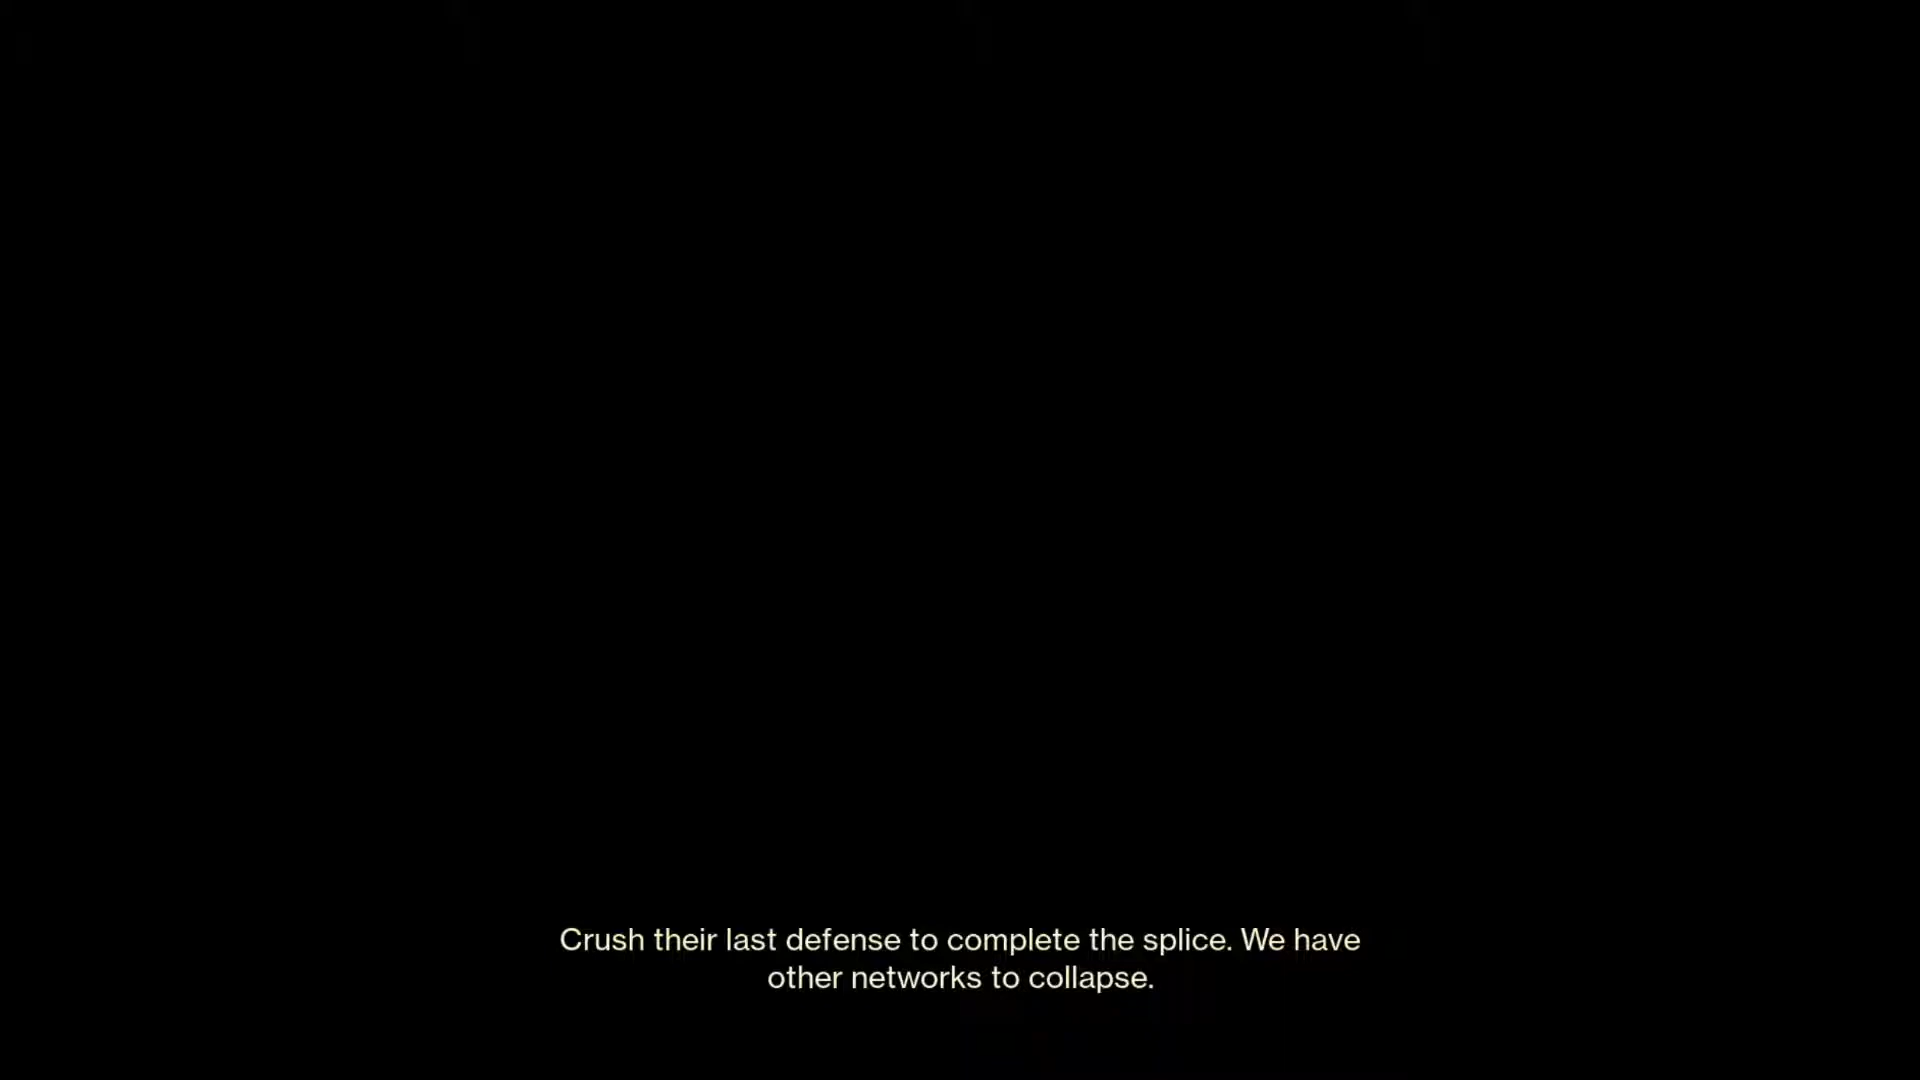 Crush their last defense to complete the splice. We have
other networks to collapse.